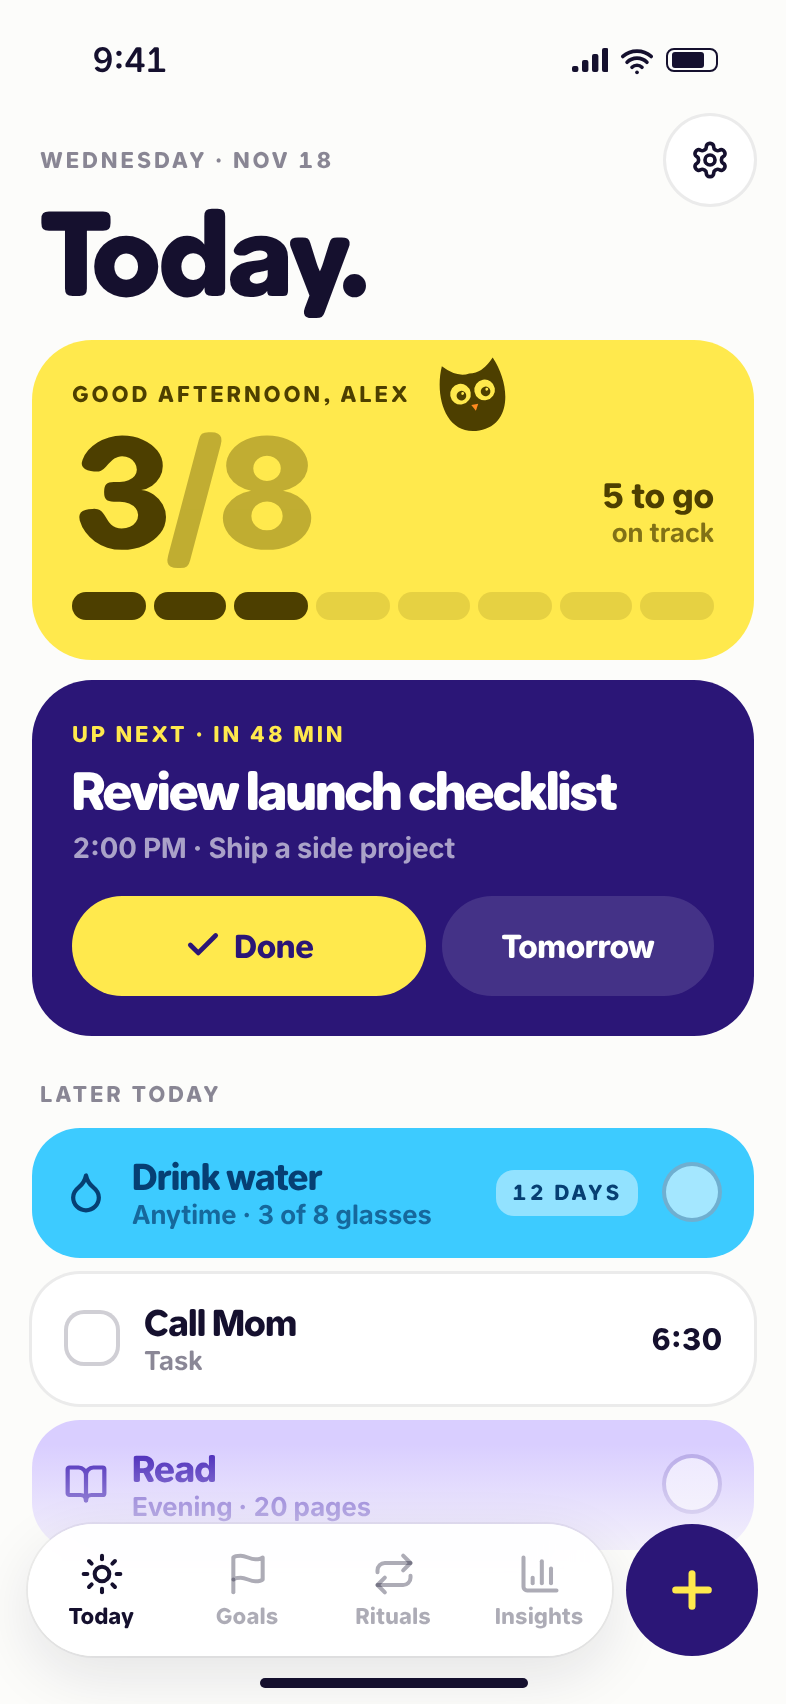 9:41
WEDNESDAY · NOV 18
Today.
GOOD AFTERNOON, ALEX
3/8
5 to go
on track
UP NEXT · IN 48 MIN
Review launch checklist
2:00 PM · Ship a side project
Done
Tomorrow
LATER TODAY
Drink water
Anytime · 3 of 8 glasses
12 DAYS
Call Mom
Task
6:30
Read
Evening · 20 pages
Today
Goals
Rituals
Insights